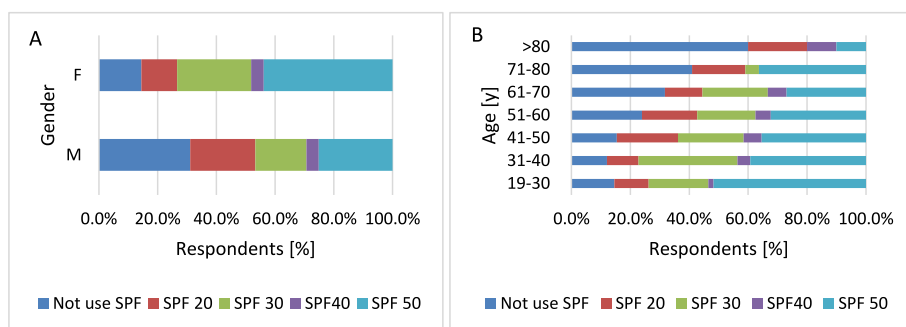 A
Gender
F
M
0.0% 20.0% 40.0% 60.0% 80.0% 100.0%
Respondents [%]
Not use SPF SPF 20 SPF 30 SPF40 SPF 50
B
Age [y]
>80
71-80
61-70
51-60
41-50
31-40
19-30
0.0% 20.0% 40.0% 60.0% 80.0% 100.0%
Respondents [%]
Not use SPF SPF 20 SPF 30 SPF40 SPF 50